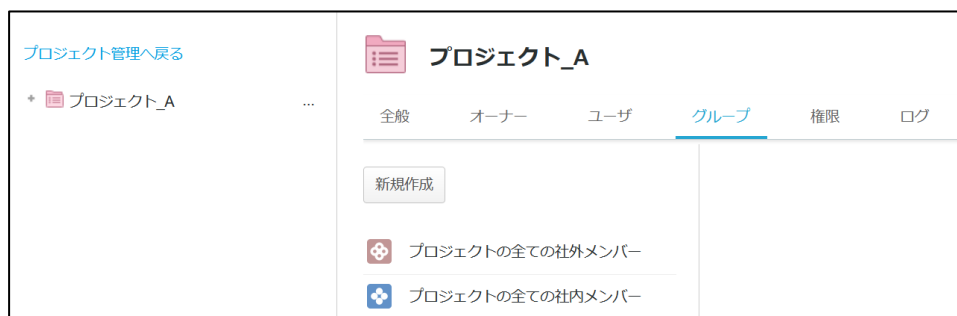 プロジェクト管理へ戻る
プロジェクト_A
...
プロジェクト_A
全般 オーナー ユーザ グループ 権限 ログ
新規作成
プロジェクトの全ての社外メンバー
プロジェクトの全ての社内メンバー